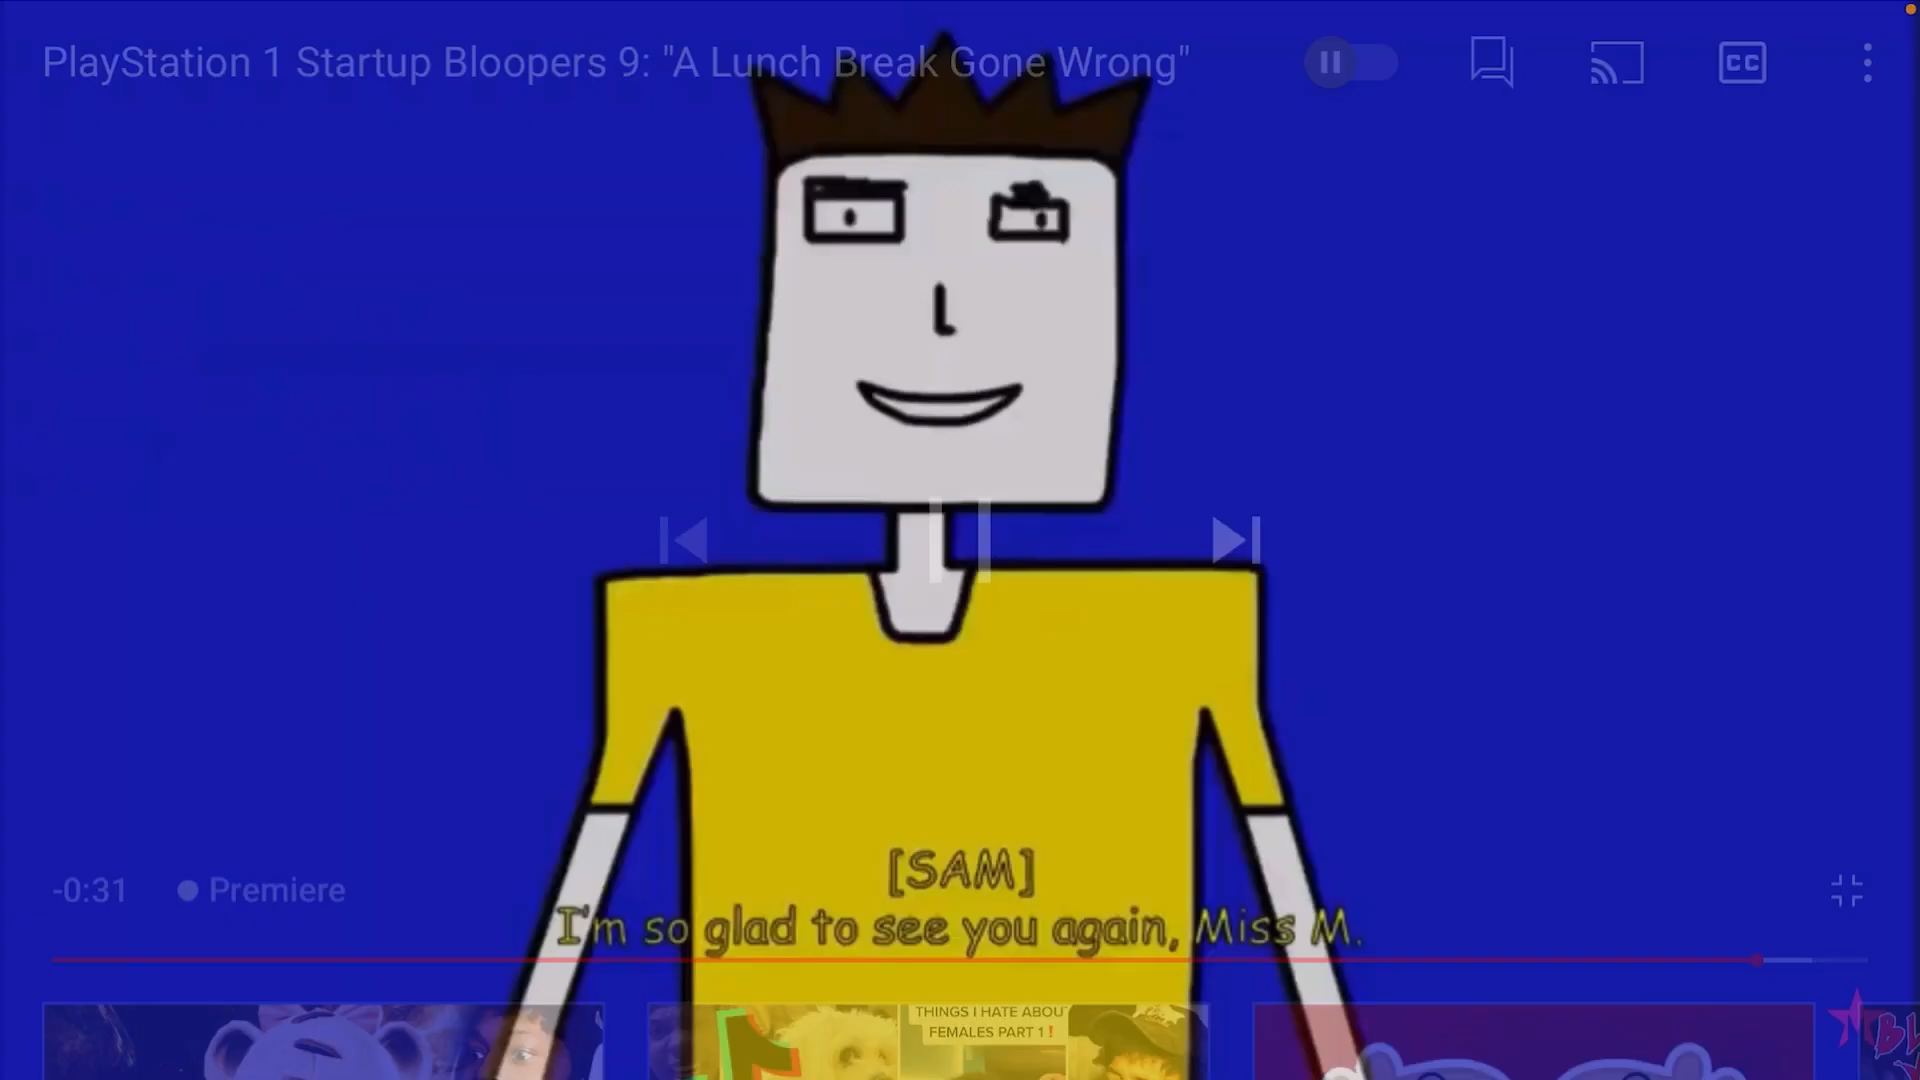 PlayStation 1 Startup Bloopers 9: "A Lunch Break Gone Wrong"
CC
-0:31 ● Premiere
[SAM]
I'm so glad to see you again, Miss M.
THINGS I HATE ABOU
FEMALES PART 1!